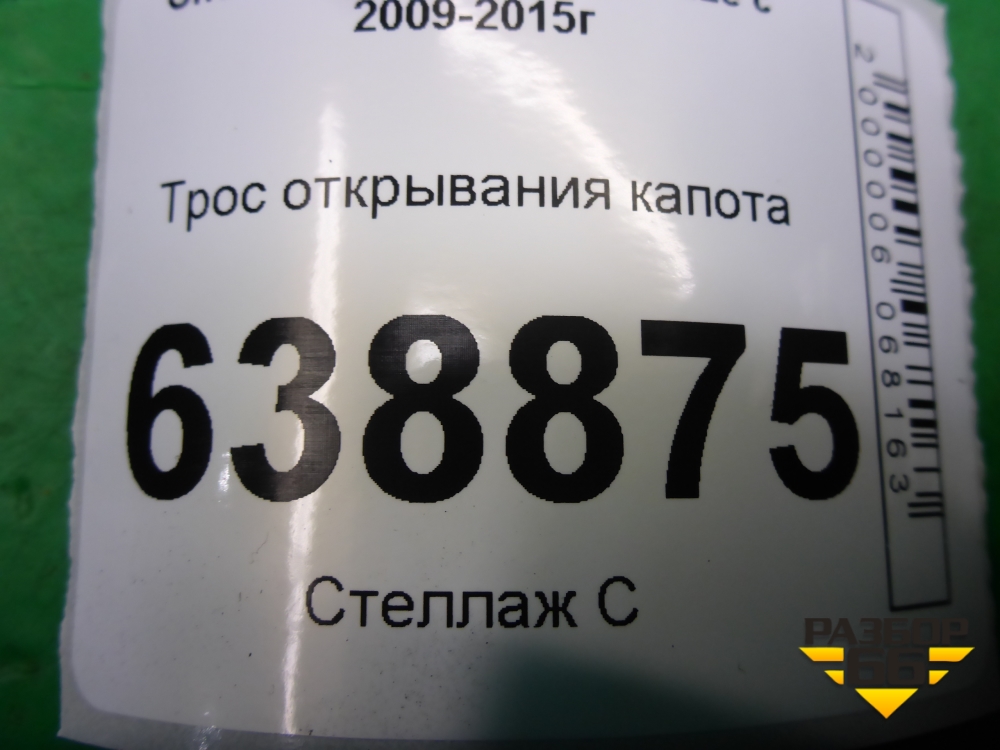 2009-2015г
Трос открывания капота
638875
Стеллаж С
2000006068163
РАЗБОР
66